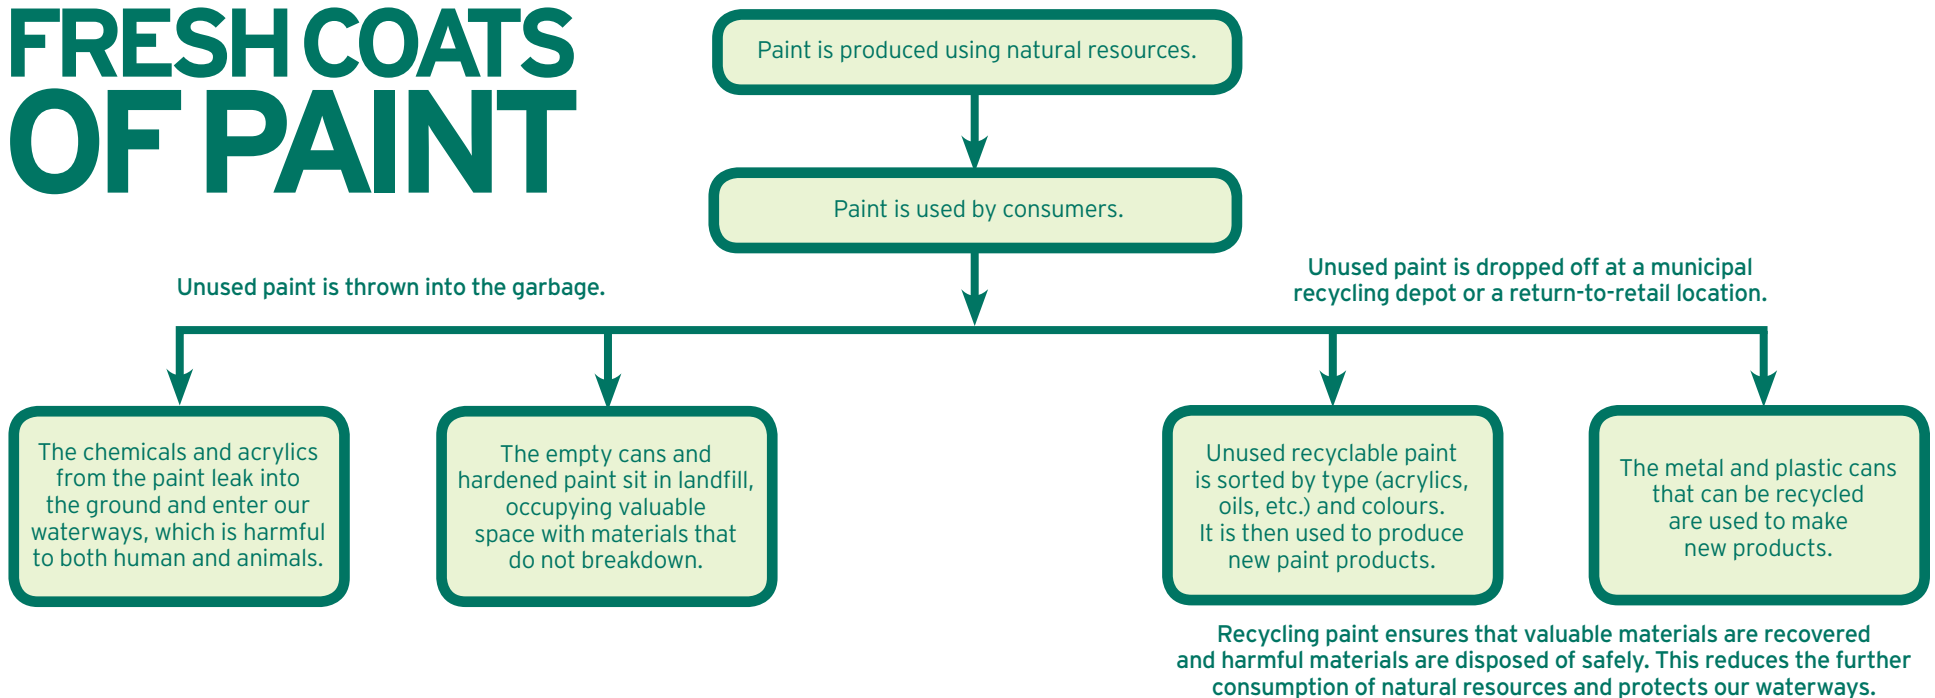 FRESH COATS
OF PAINT
Paint is produced using natural resources.
Paint is used by consumers.
Unused paint is thrown into the garbage.
Unused paint is dropped off at a municipal
recycling depot or a return-to-retail location.
The chemicals and acrylics
from the paint leak into
the ground and enter our
waterways, which is harmful
to both human and animals.
The empty cans and
hardened paint sit in landfill,
occupying valuable
space with materials that
do not breakdown.
Unused recyclable paint
is sorted by type (acrylics,
oils, etc.) and colours.
It is then used to produce
new paint products.
The metal and plastic cans
that can be recycled
are used to make
new products.
Recycling paint ensures that valuable materials are recovered
and harmful materials are disposed of safely. This reduces the further
consumption of natural resources and protects our waterways.